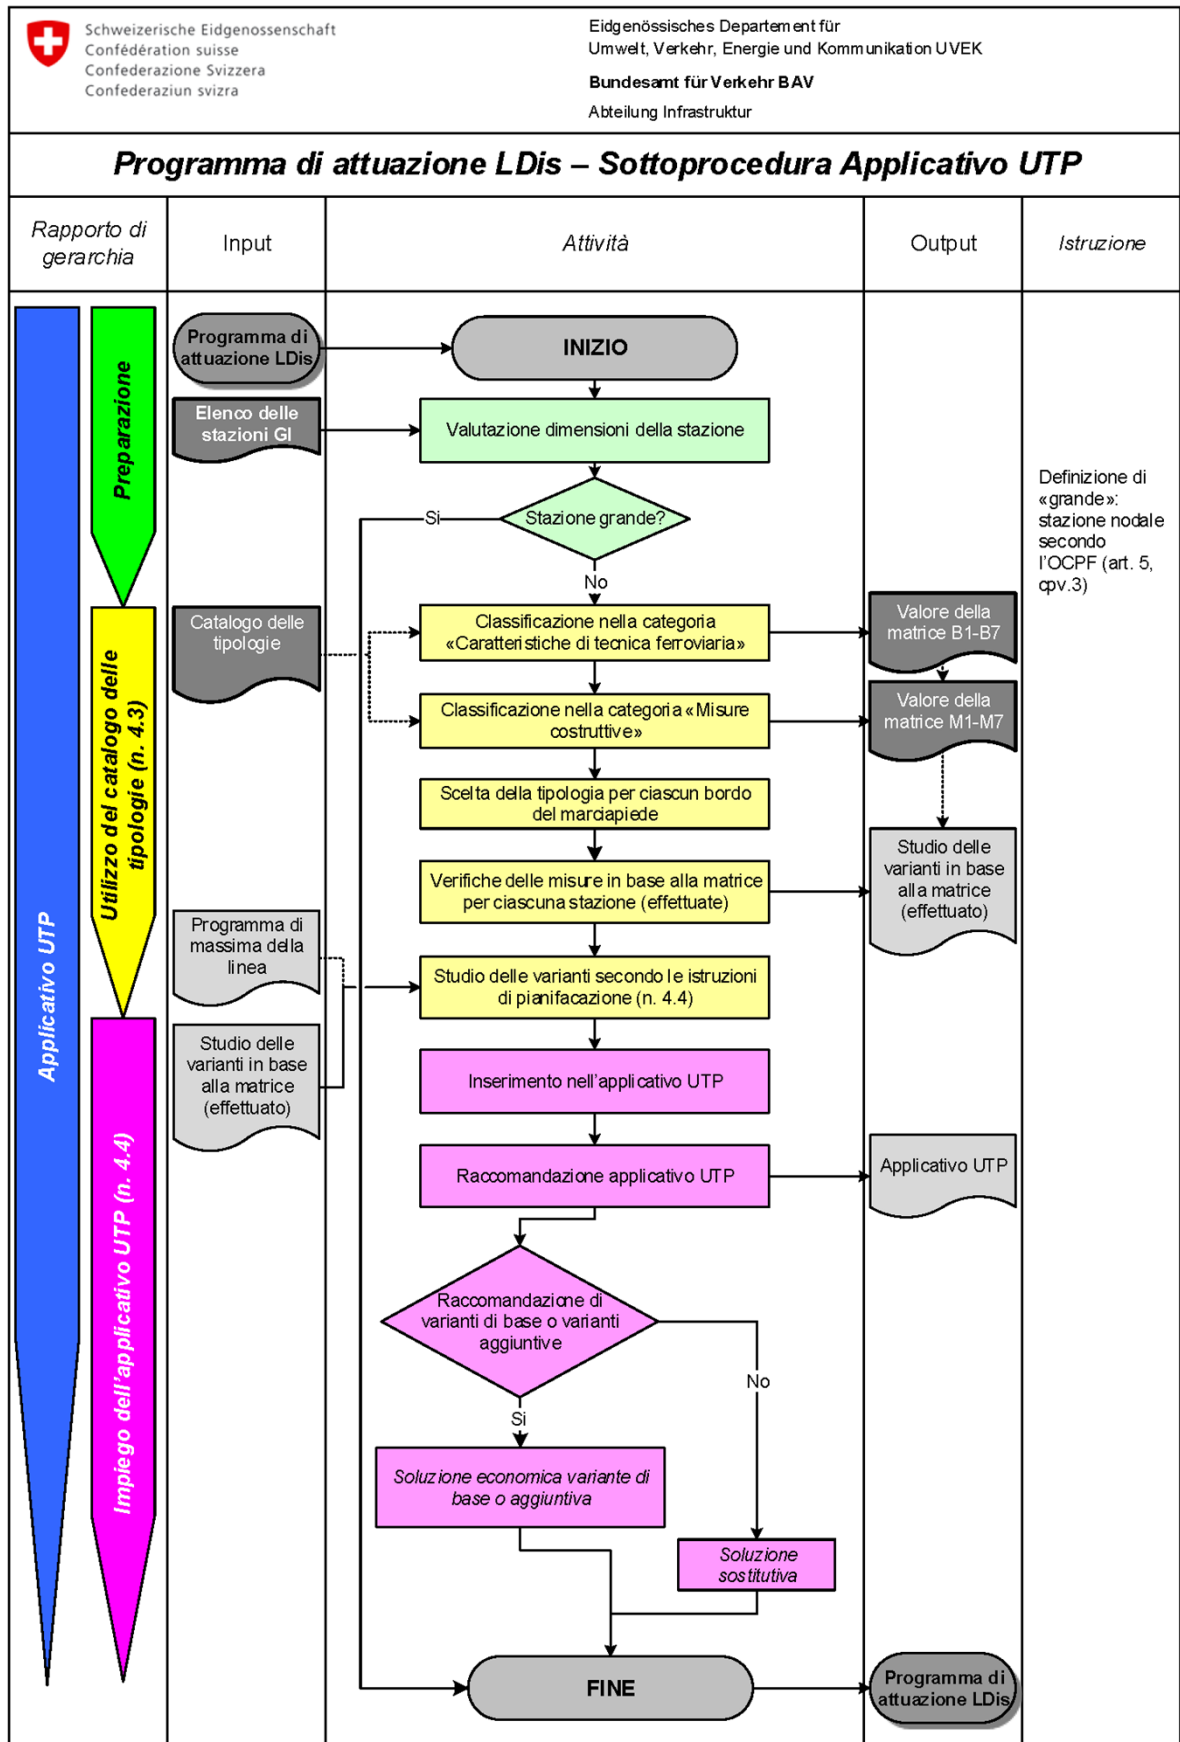 Schweizerische Eidgenossenschaft
Confédération suisse
Confederazione Svizzera
Confederaziun svizra
Eidgenössisches Departement für
Umwelt, Verkehr, Energie und Kommunikation UVEK
Bundesamt für Verkehr BAV
Abteilung Infrastruktur
Programma di attuazione LDis – Sottoprocedura Applicativo UTP
Rapporto di
gerarchia
Input
Attività
Output
Istruzione
Applicativo UTP
Preparazione
Utilizzo del catalogo delle
tipologie (n. 4.3)
Impiego dell'applicativo UTP (n. 4.4)
Programma di
attuazione LDis
INIZIO
Elenco delle
stazioni GI
Valutazione dimensioni della stazione
Si
Stazione grande?
No
Definizione di
«grande»:
stazione nodale
secondo
l'OCPF (art. 5,
cpv.3)
Catalogo delle
tipologie
Classificazione nella categoria
«Caratteristiche di tecnica ferroviaria»
Valore della
matrice B1-B7
Classificazione nella categoria «Misure
costruttive»
Valore della
matrice M1-M7
Scelta della tipologia per ciascun bordo
del marciapiede
Verifiche delle misure in base alla matrice
per ciascuna stazione (effettuate)
Studio delle
varianti in base
alla matrice
(effettuato)
Programma di
massima della
linea
Studio delle varianti secondo le istruzioni
di pianifacazione (n. 4.4)
Studio delle
varianti in base
alla matrice
(effettuato)
Inserimento nell'applicativo UTP
Raccomandazione applicativo UTP
Applicativo UTP
Raccomandazione di
varianti di base o varianti
aggiuntive
No
Si
Soluzione economica variante di
base o aggiuntiva
Soluzione
sostitutiva
FINE
Programma di
attuazione LDis